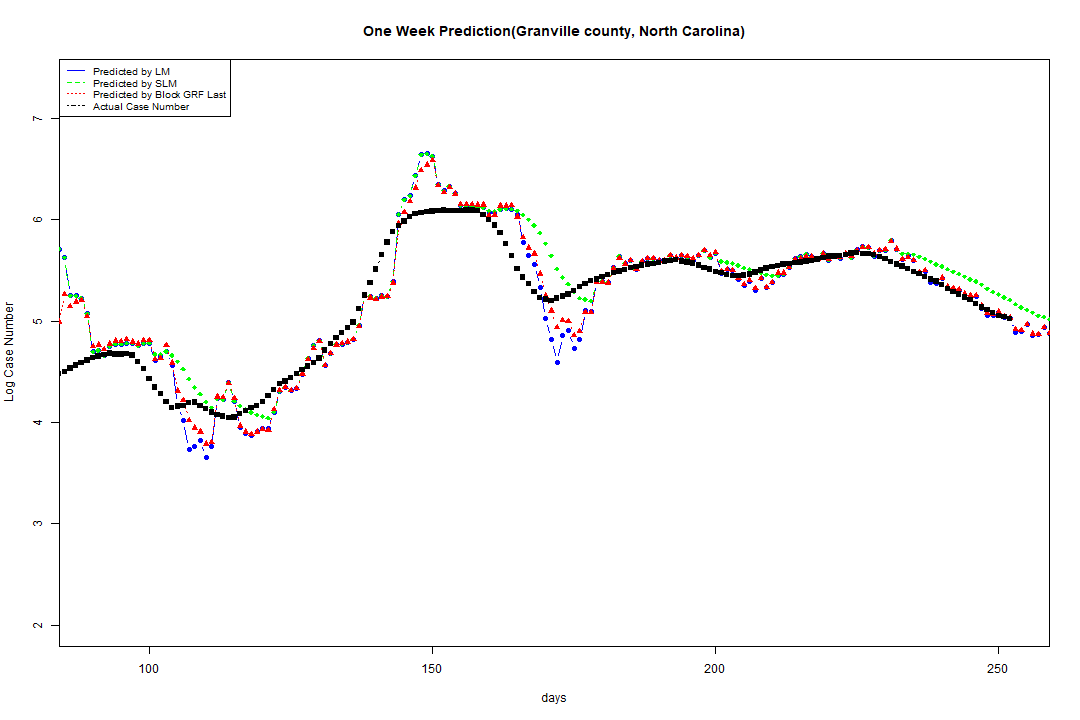 One Week Prediction(Granville county, North Carolina)
Predicted by LM
Predicted by SLM
Predicted by Block GRF Last
Actual Case Number
7
6
5
4
3
2
Log Case Number
100 150 200 250
days